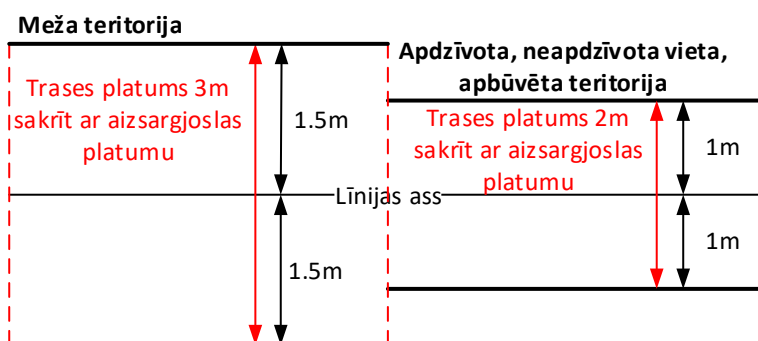 Meža teritorija
Trases platums 3m
sakrīt ar aizsargjoslas
platumu
1.5m
1.5m
Līnijas ass
Apdzīvota, neapdzīvota vieta,
apbūvēta teritorija
Trases platums 2m
sakrīt ar aizsargjoslas
platumu
1m
1m